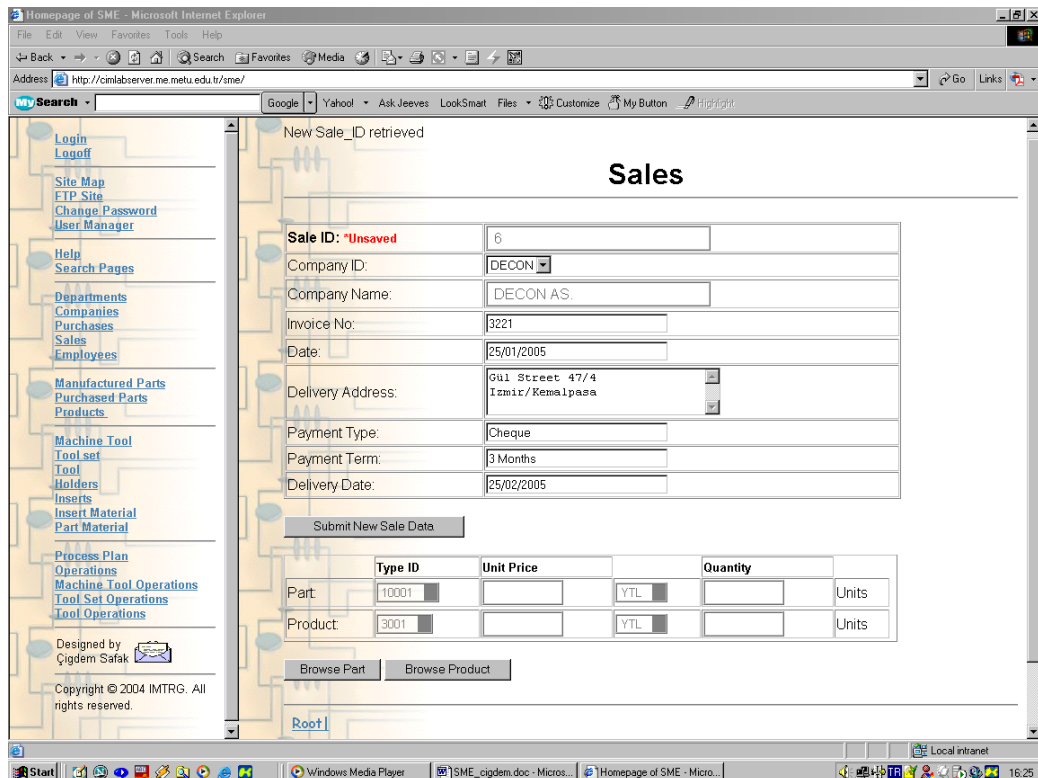 Homepage of SME - Microsoft Internet Explorer
File Edit View Favorites Tools Help
Back Search Favorites Media
Address http://cimlabserver.me.metu.edu.tr/sme/ Go Links
My Search Google Yahoo! Ask Jeeves LookSmart Files Customize My Button Highlight
Login
Logoff
Site Map
FTP Site
Change Password
User Manager
Help
Search Pages
Departments
Companies
Purchases
Sales
Employees
Manufactured Parts
Purchased Parts
Products
Machine Tool
Tool set
Tool
Holders
Inserts
Insert Material
Part Material
Process Plan
Operations
Machine Tool Operations
Tool Set Operations
Tool Operations
Designed by
Çigdem Safak
Copyright © 2004 IMTRG. All
rights reserved.
New Sale_ID retrieved
Sales
Sale ID: *Unsaved 6
Company ID: DECON
Company Name: DECON AS.
Invoice No: 3221
Date: 25/01/2005
Delivery Address: Gül Street 47/4
Izmir/Kemalpasa
Payment Type: Cheque
Payment Term: 3 Months
Delivery Date: 25/02/2005
Submit New Sale Data
Type ID Unit Price Quantity
Part: 10001 YTL Units
Product: 3001 YTL Units
Browse Part Browse Product
Root|
Local intranet
Start Windows Media Player SME_cigdem.doc - Micros... Homepage of SME - Micro... TR 16:25